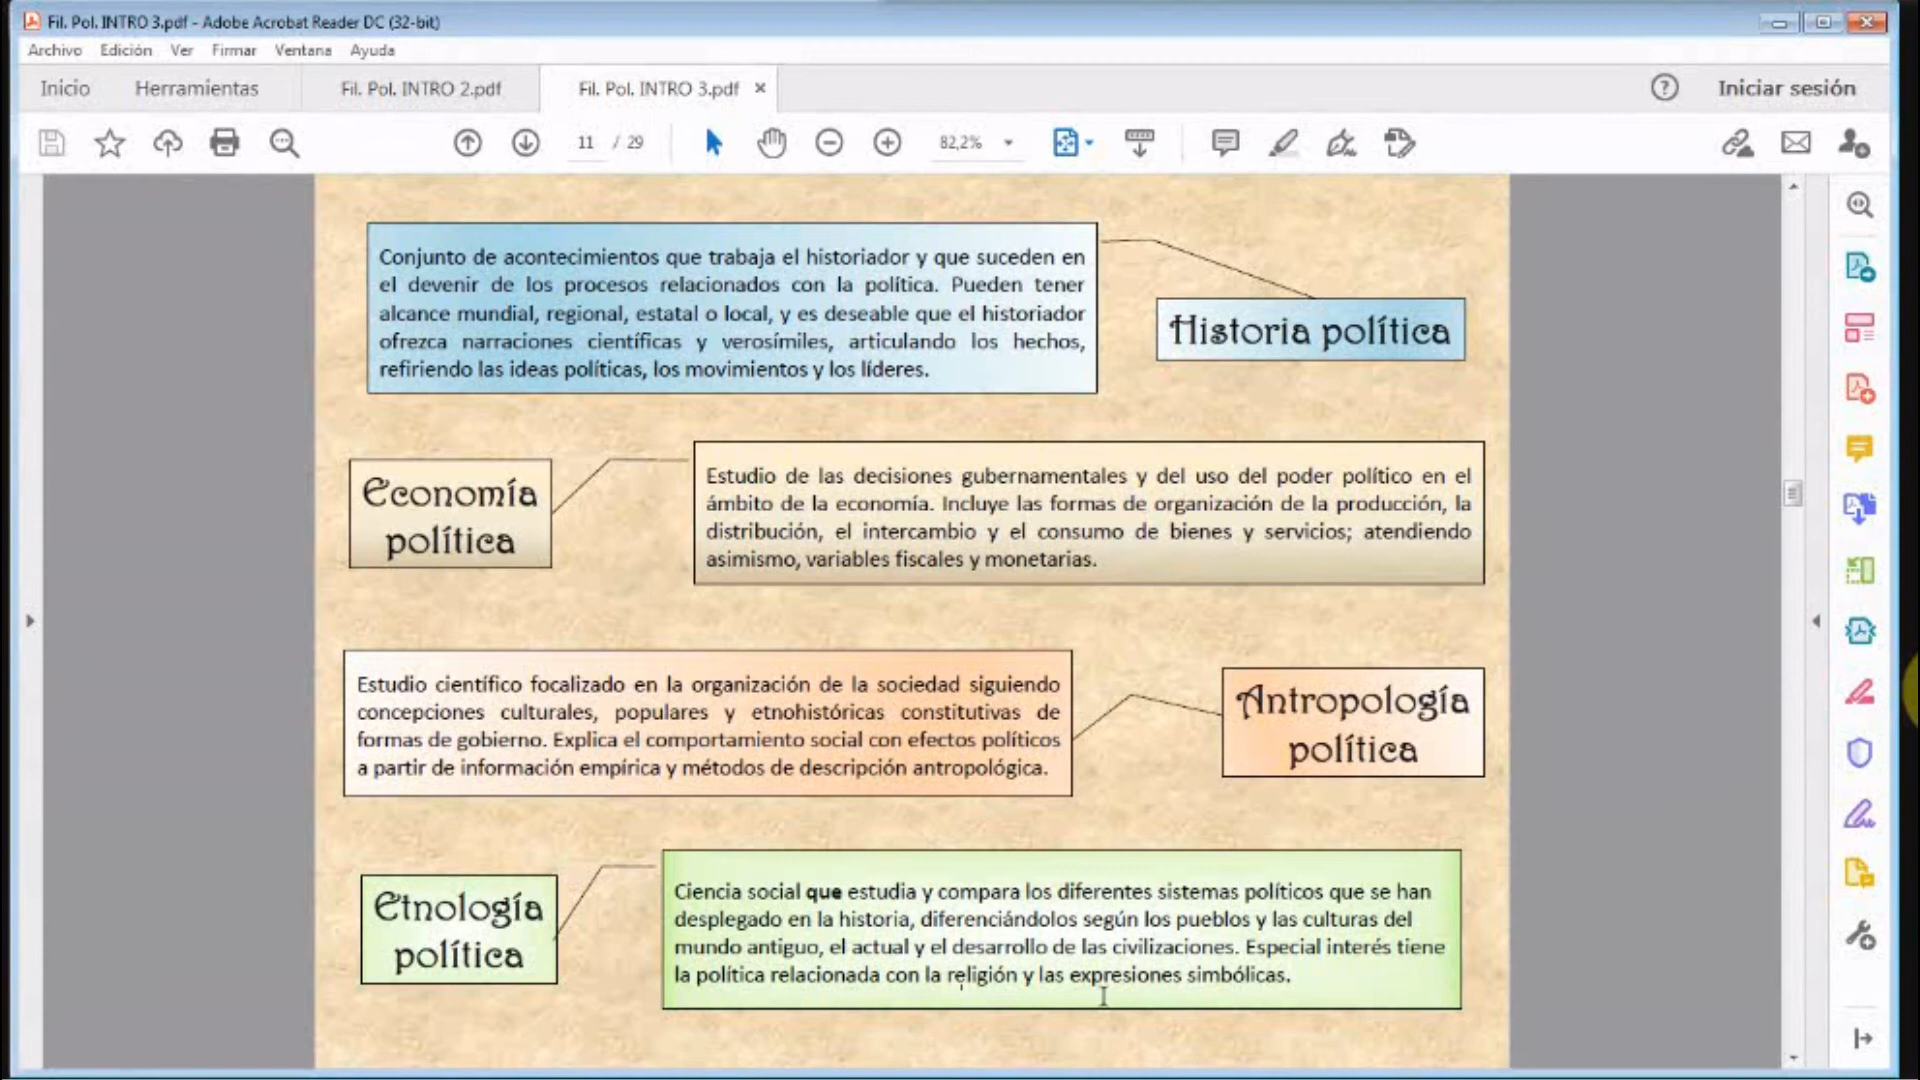 Fil. Pol. INTRO 3.pdf - Adobe Acrobat Reader DC (32-bit)
Archivo Edición Ver Firmar Ventana Ayuda
Inicio Herramientas Fil. Pol. INTRO 2.pdf Fil. Pol. INTRO 3.pdf Iniciar sesión
11 / 29 82,2%
Conjunto de acontecimientos que trabaja el historiador y que suceden en
el devenir de los procesos relacionados con la política. Pueden tener
alcance mundial, regional, estatal o local, y es deseable que el historiador
ofrezca narraciones científicas y verosímiles, articulando los hechos,
refiriendo las ideas políticas, los movimientos y los líderes.
Historia política
Economía
política
Estudio de las decisiones gubernamentales y del uso del poder político en el
ámbito de la economía. Incluye las formas de organización de la producción, la
distribución, el intercambio y el consumo de bienes y servicios; atendiendo
asimismo, variables fiscales y monetarias.
Estudio científico focalizado en la organización de la sociedad siguiendo
concepciones culturales, populares y etnohistóricas constitutivas de
formas de gobierno. Explica el comportamiento social con efectos políticos
a partir de información empírica y métodos de descripción antropológica.
Antropología
política
Etnología
política
Ciencia social que estudia y compara los diferentes sistemas políticos que se han
desplegado en la historia, diferenciándolos según los pueblos y las culturas del
mundo antiguo, el actual y el desarrollo de las civilizaciones. Especial interés tiene
la política relacionada con la religión y las expresiones simbólicas.